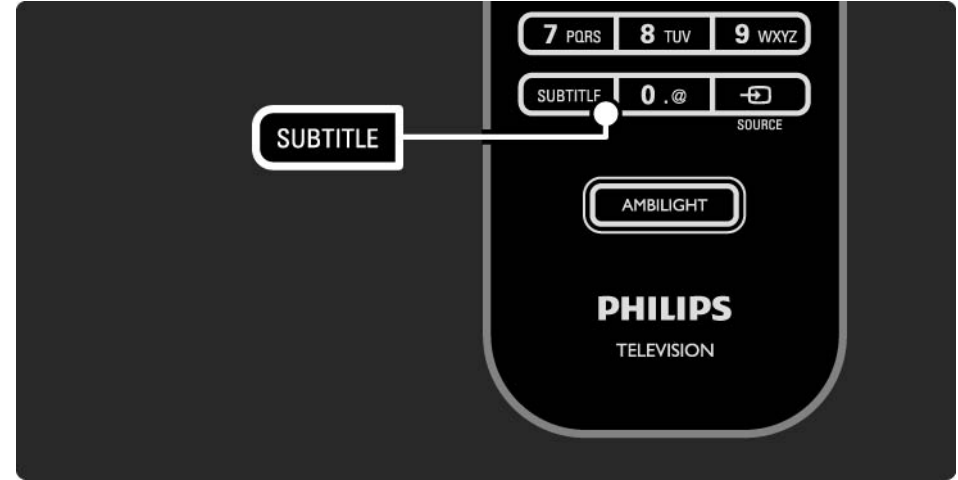 7 PQRS 8 TUV 9 WXYZ
SUBTITLE 0 .@
SOURCE
SUBTITLE
AMBILIGHT
PHILIPS
TELEVISION